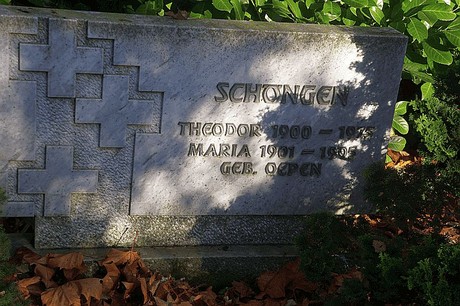 SCHÖNGEN
THEODOR 1900 –
MARIA 1901 –
GEB. OEPEN